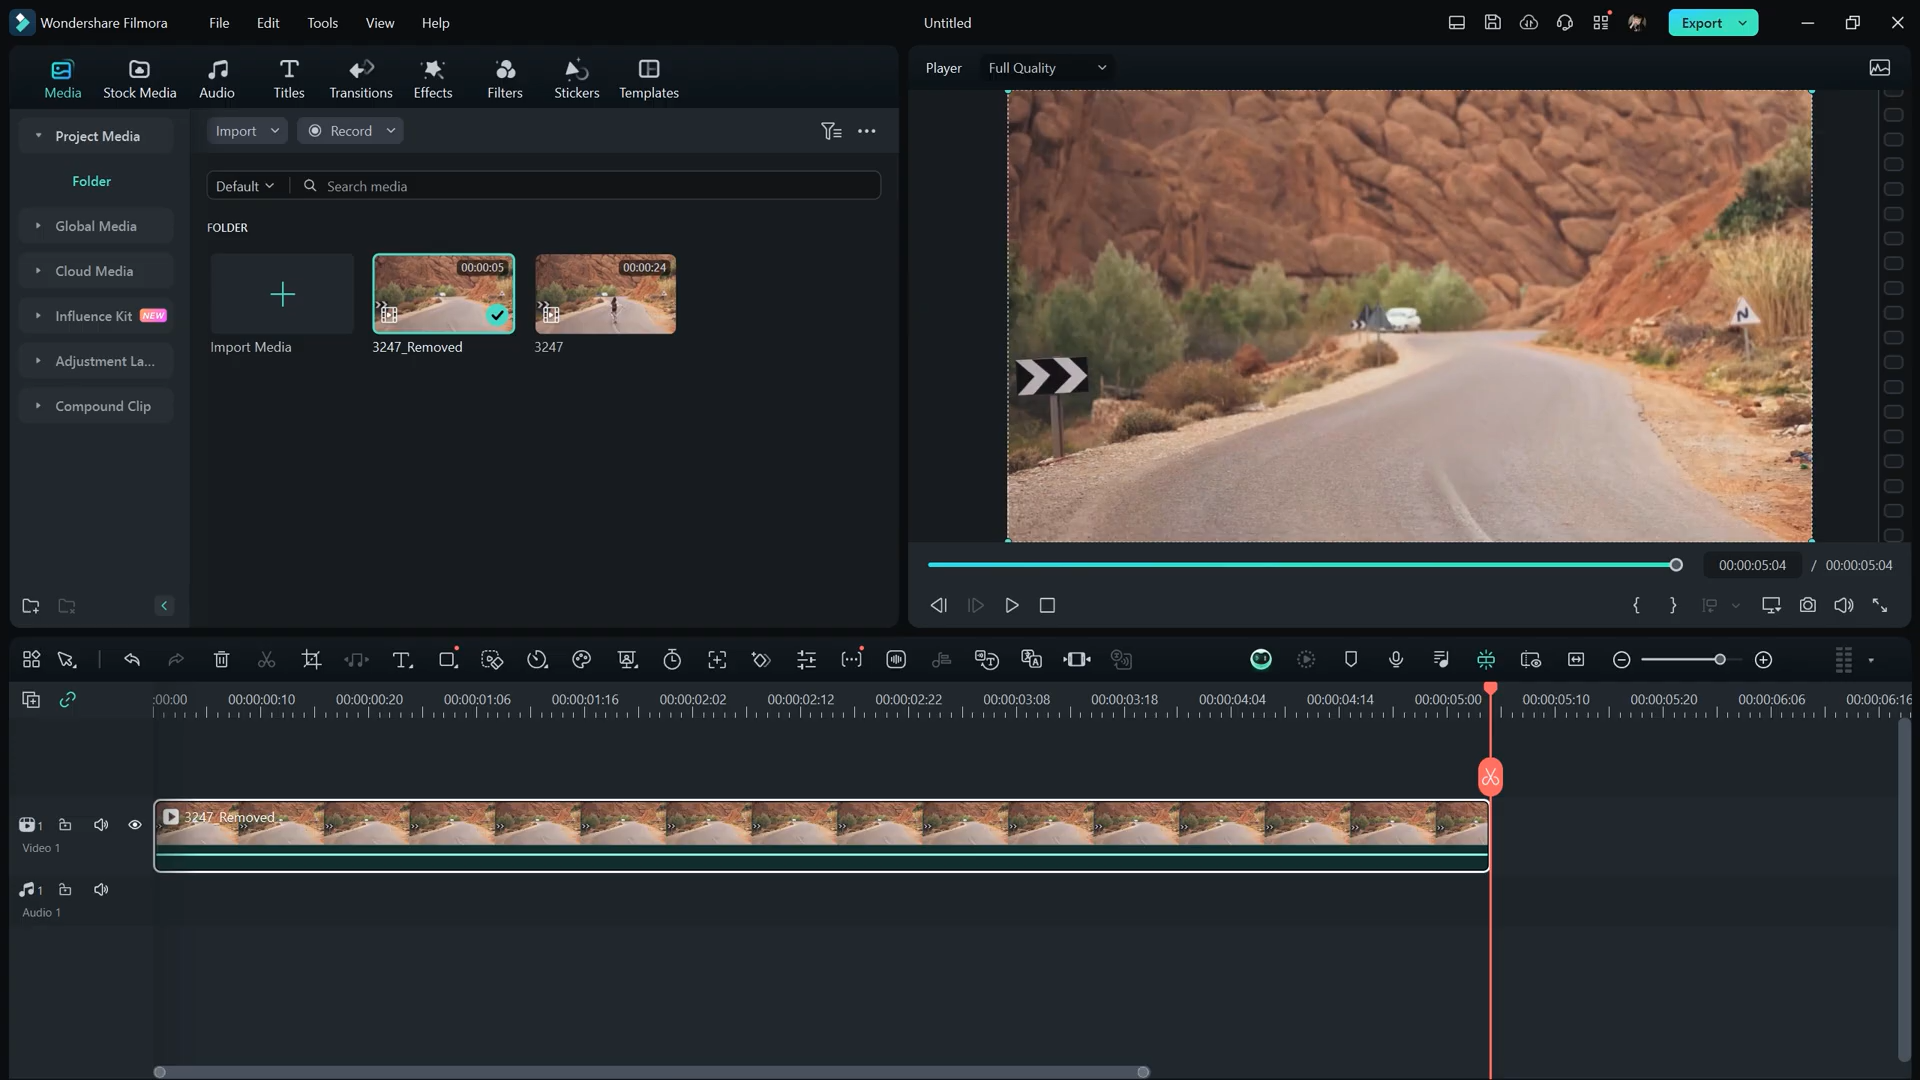 Wondershare Filmora File Edit Tools View Help Untitled Export
Media Stock Media Audio Titles Transitions Effects Filters Stickers Templates
Player Full Quality
Project Media
Folder
Global Media
Cloud Media
Influence Kit NEW
Adjustment La...
Compound Clip
Import Record
Default Search media
FOLDER
Import Media
00:00:05
3247_Removed
00:00:24
3247
00:00:05:04 / 00:00:05:04
:00:00 00:00:00:10 00:00:00:20 00:00:01:06 00:00:01:16 00:00:02:02 00:00:02:12 00:00:02:22 00:00:03:08 00:00:03:18 00:00:04:04 00:00:04:14 00:00:05:00 00:00:05:10 00:00:05:20 00:00:06:06 00:00:06:16
1
Video 1
3247_Removed
1
Audio 1